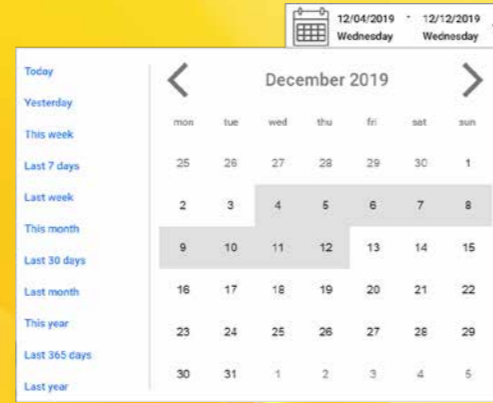 12/04/2019 - 12/12/2019
Wednesday Wednesday
Today
Yesterday
This week
Last 7 days
Last week
This month
Last 30 days
Last month
This year
Last 365 days
Last year
December 2019
mon tue wed thu fri sat sun
25 26 27 28 29 30 1
2 3 4 5 6 7 8
9 10 11 12 13 14 15
16 17 18 19 20 21 22
23 24 25 26 27 28 29
30 31 1 2 3 4 5